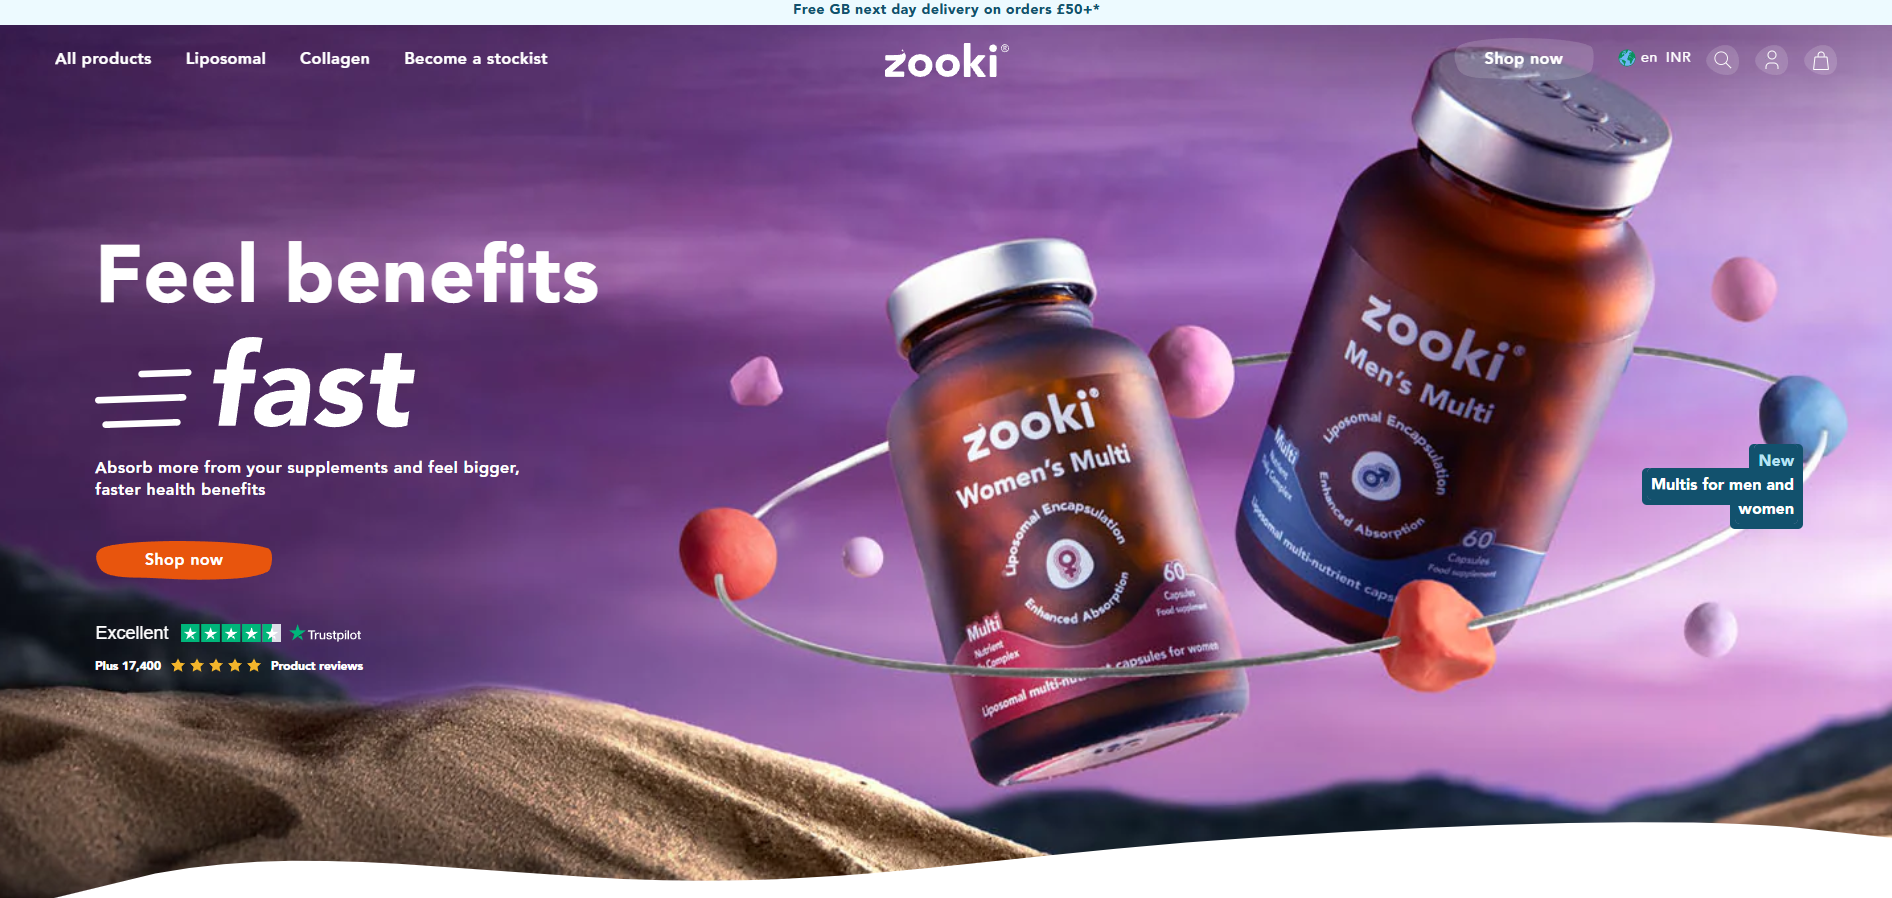 Free GB next day delivery on orders £50+*
All products Liposomal Collagen Become a stockist
zooki®
Shop now
en INR
Feel benefits
fast
Absorb more from your supplements and feel bigger,
faster health benefits
Shop now
Excellent Trustpilot
Plus 17,400 Product reviews
zooki®
Women's Multi
Liposomal Encapsulation
Enhanced Absorption
Multi
Nutrient
Complex
60
Capsules
Food supplement
capsules for women
Liposomal
zooki®
Men's Multi
Liposomal Encapsulation
Enhanced Absorption
Multi
Nutrient
Daily Complex
60
Capsules
Food supplement
Liposomal multi-nutrient caps
New
Multis for men and
women